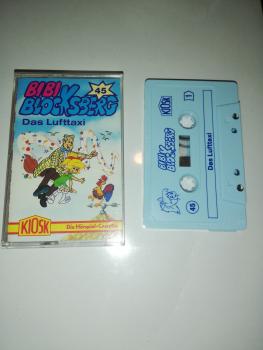 BIBI
BLOCKSBERG
45
Das Lufttaxi
KIOSK
Die Hörspiel-Cassette
KIOSK
1
BIBI
BLOCKSBERG
Das Lufttaxi
45